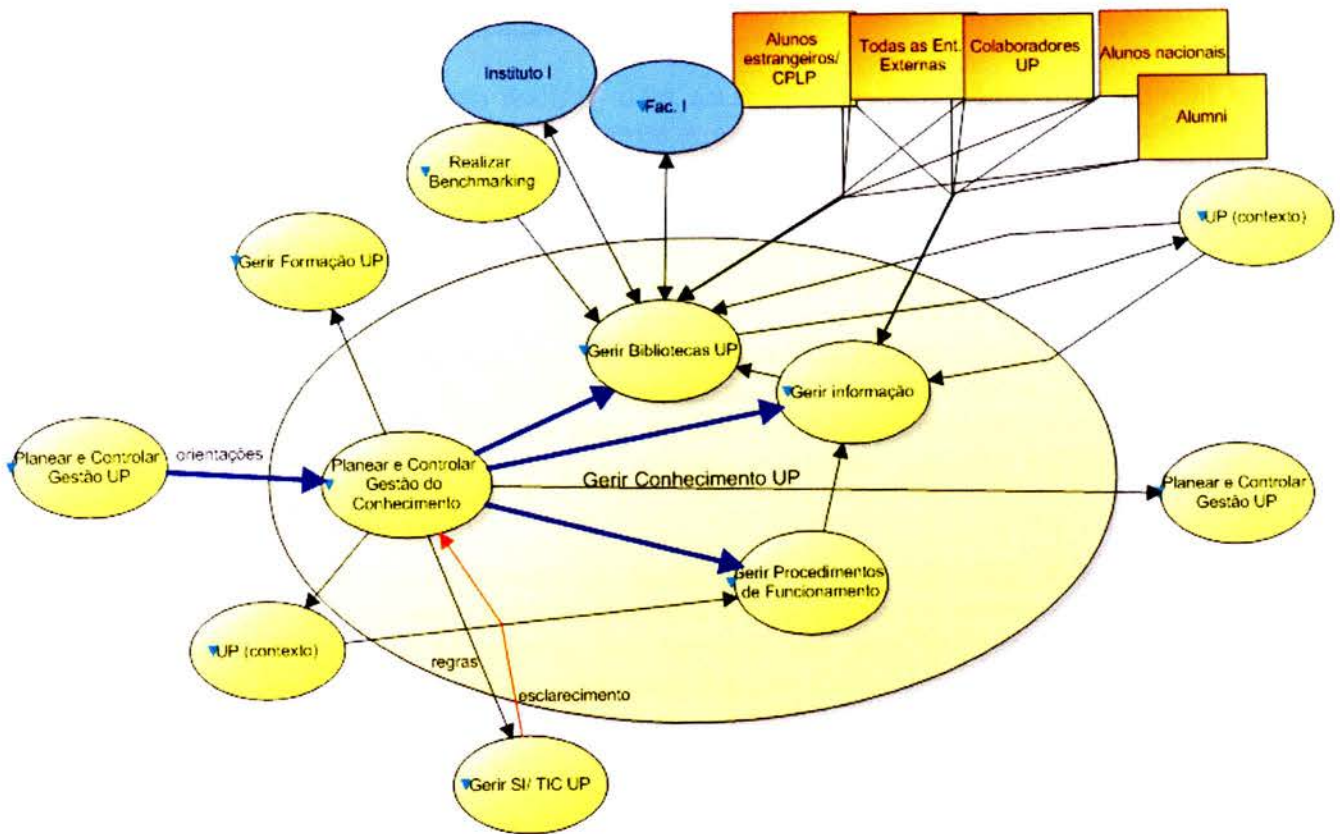 Alunos
estrangeiros/
CPLP
Todas as Ent.
Externas
Colaboradores
UP
Alunos nacionais
Alumni
Instituto I
Fac. I
Realizar
Benchmarking
UP (contexto)
Gerir Formação UP
Gerir Bibliotecas UP
Gerir informação
Planear e Controlar
Gestão UP
orientações
Planear e Controlar
Gestão do
Conhecimento
Gerir Conhecimento UP
Planear e Controlar
Gestão UP
Gerir Procedimentos
de Funcionamento
UP (contexto)
regras
esclarecimento
Gerir SI/ TIC UP